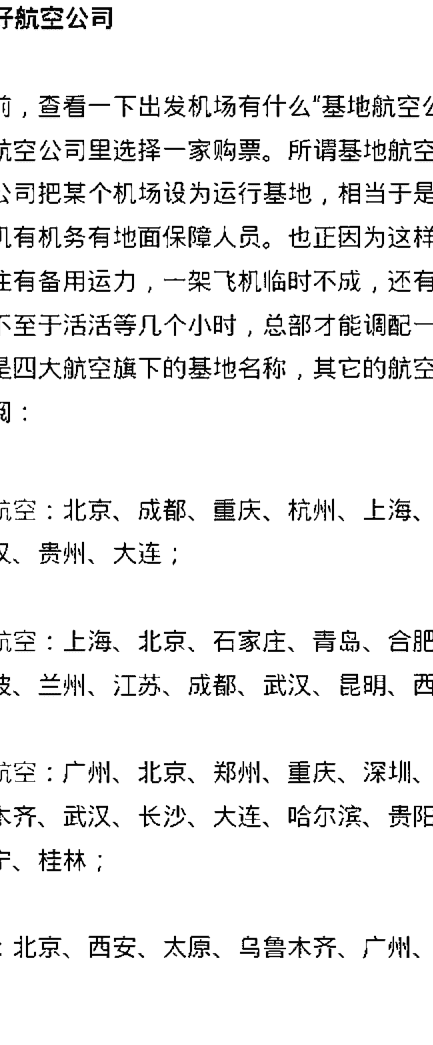 仔航空公司
前，查看一下出发机场有什么“基地航空公
航空公司里选择一家购票。所谓基地航空
公司把某个机场设为运行基地，相当于是
机有机务有地面保障人员。也正因为这样
往有备用运力，一架飞机临时不成，还有
不至于活活等几个小时，总部才能调配一
是四大航空旗下的基地名称，其它的航空
阅：
航空：北京、成都、重庆、杭州、上海、
汉、贵州、大连；
航空：上海、北京、石家庄、青岛、合肥
波、兰州、江苏、成都、武汉、昆明、西
航空：广州、北京、郑州、重庆、深圳、
木齐、武汉、长沙、大连、哈尔滨、贵阳
宁、桂林；
：北京、西安、太原、乌鲁木齐、广州、